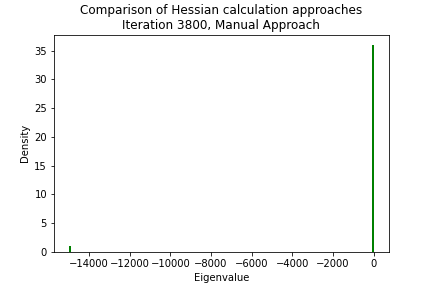 Comparison of Hessian calculation approaches
Iteration 3800, Manual Approach
Density
35
30
25
20
15
10
5
0
−14000 −12000 −10000 −8000 −6000 −4000 −2000 0
Eigenvalue